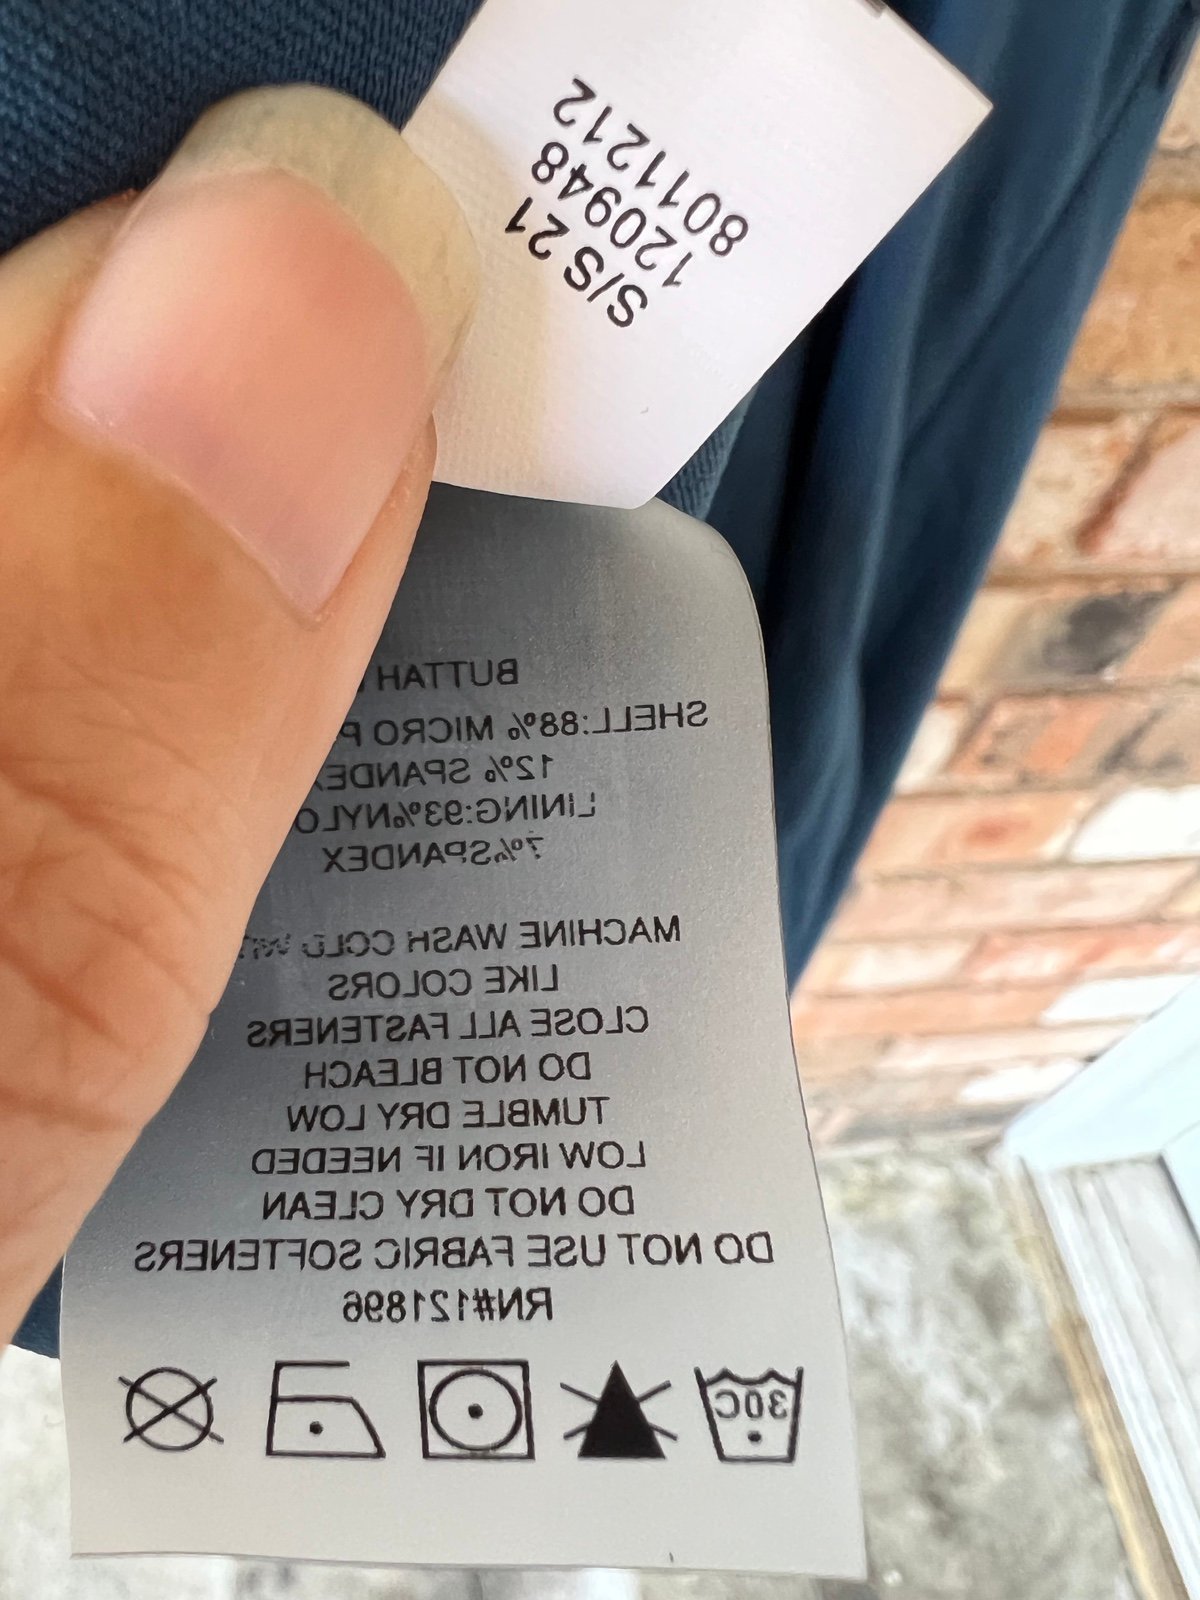 S/S 21
120948
8011212
BUTTAH
SHELL:88% MICRO
12% SPANDEX
LINING:93%NYLO
7%SPANDEX
MACHINE WASH COLD
LIKE COLORS
CLOSE ALL FASTENERS
DO NOT BLEACH
TUMBLE DRY LOW
LOW IRON IF NEEDED
DO NOT DRY CLEAN
DO NOT USE FABRIC SOFTENERS
RN#121896
30C